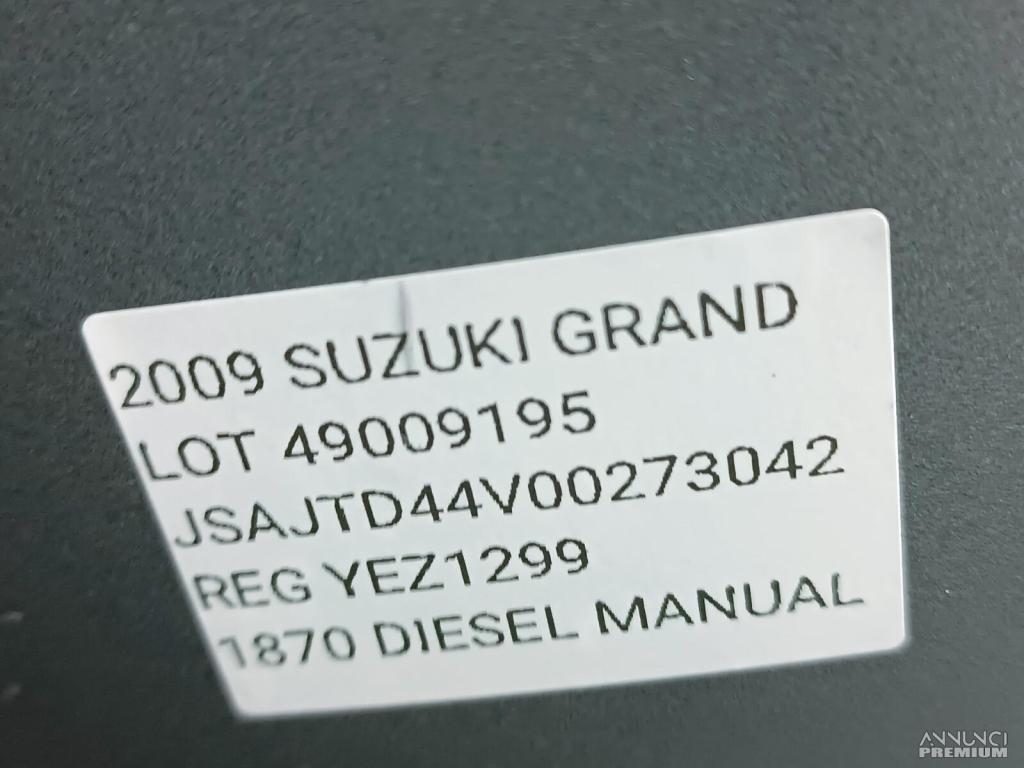 2009 SUZUKI GRAND
LOT 49009195
JSAJTD44V00273042
REG YEZ1299
1870 DIESEL MANUAL
ANNUNCI
PREMIUM